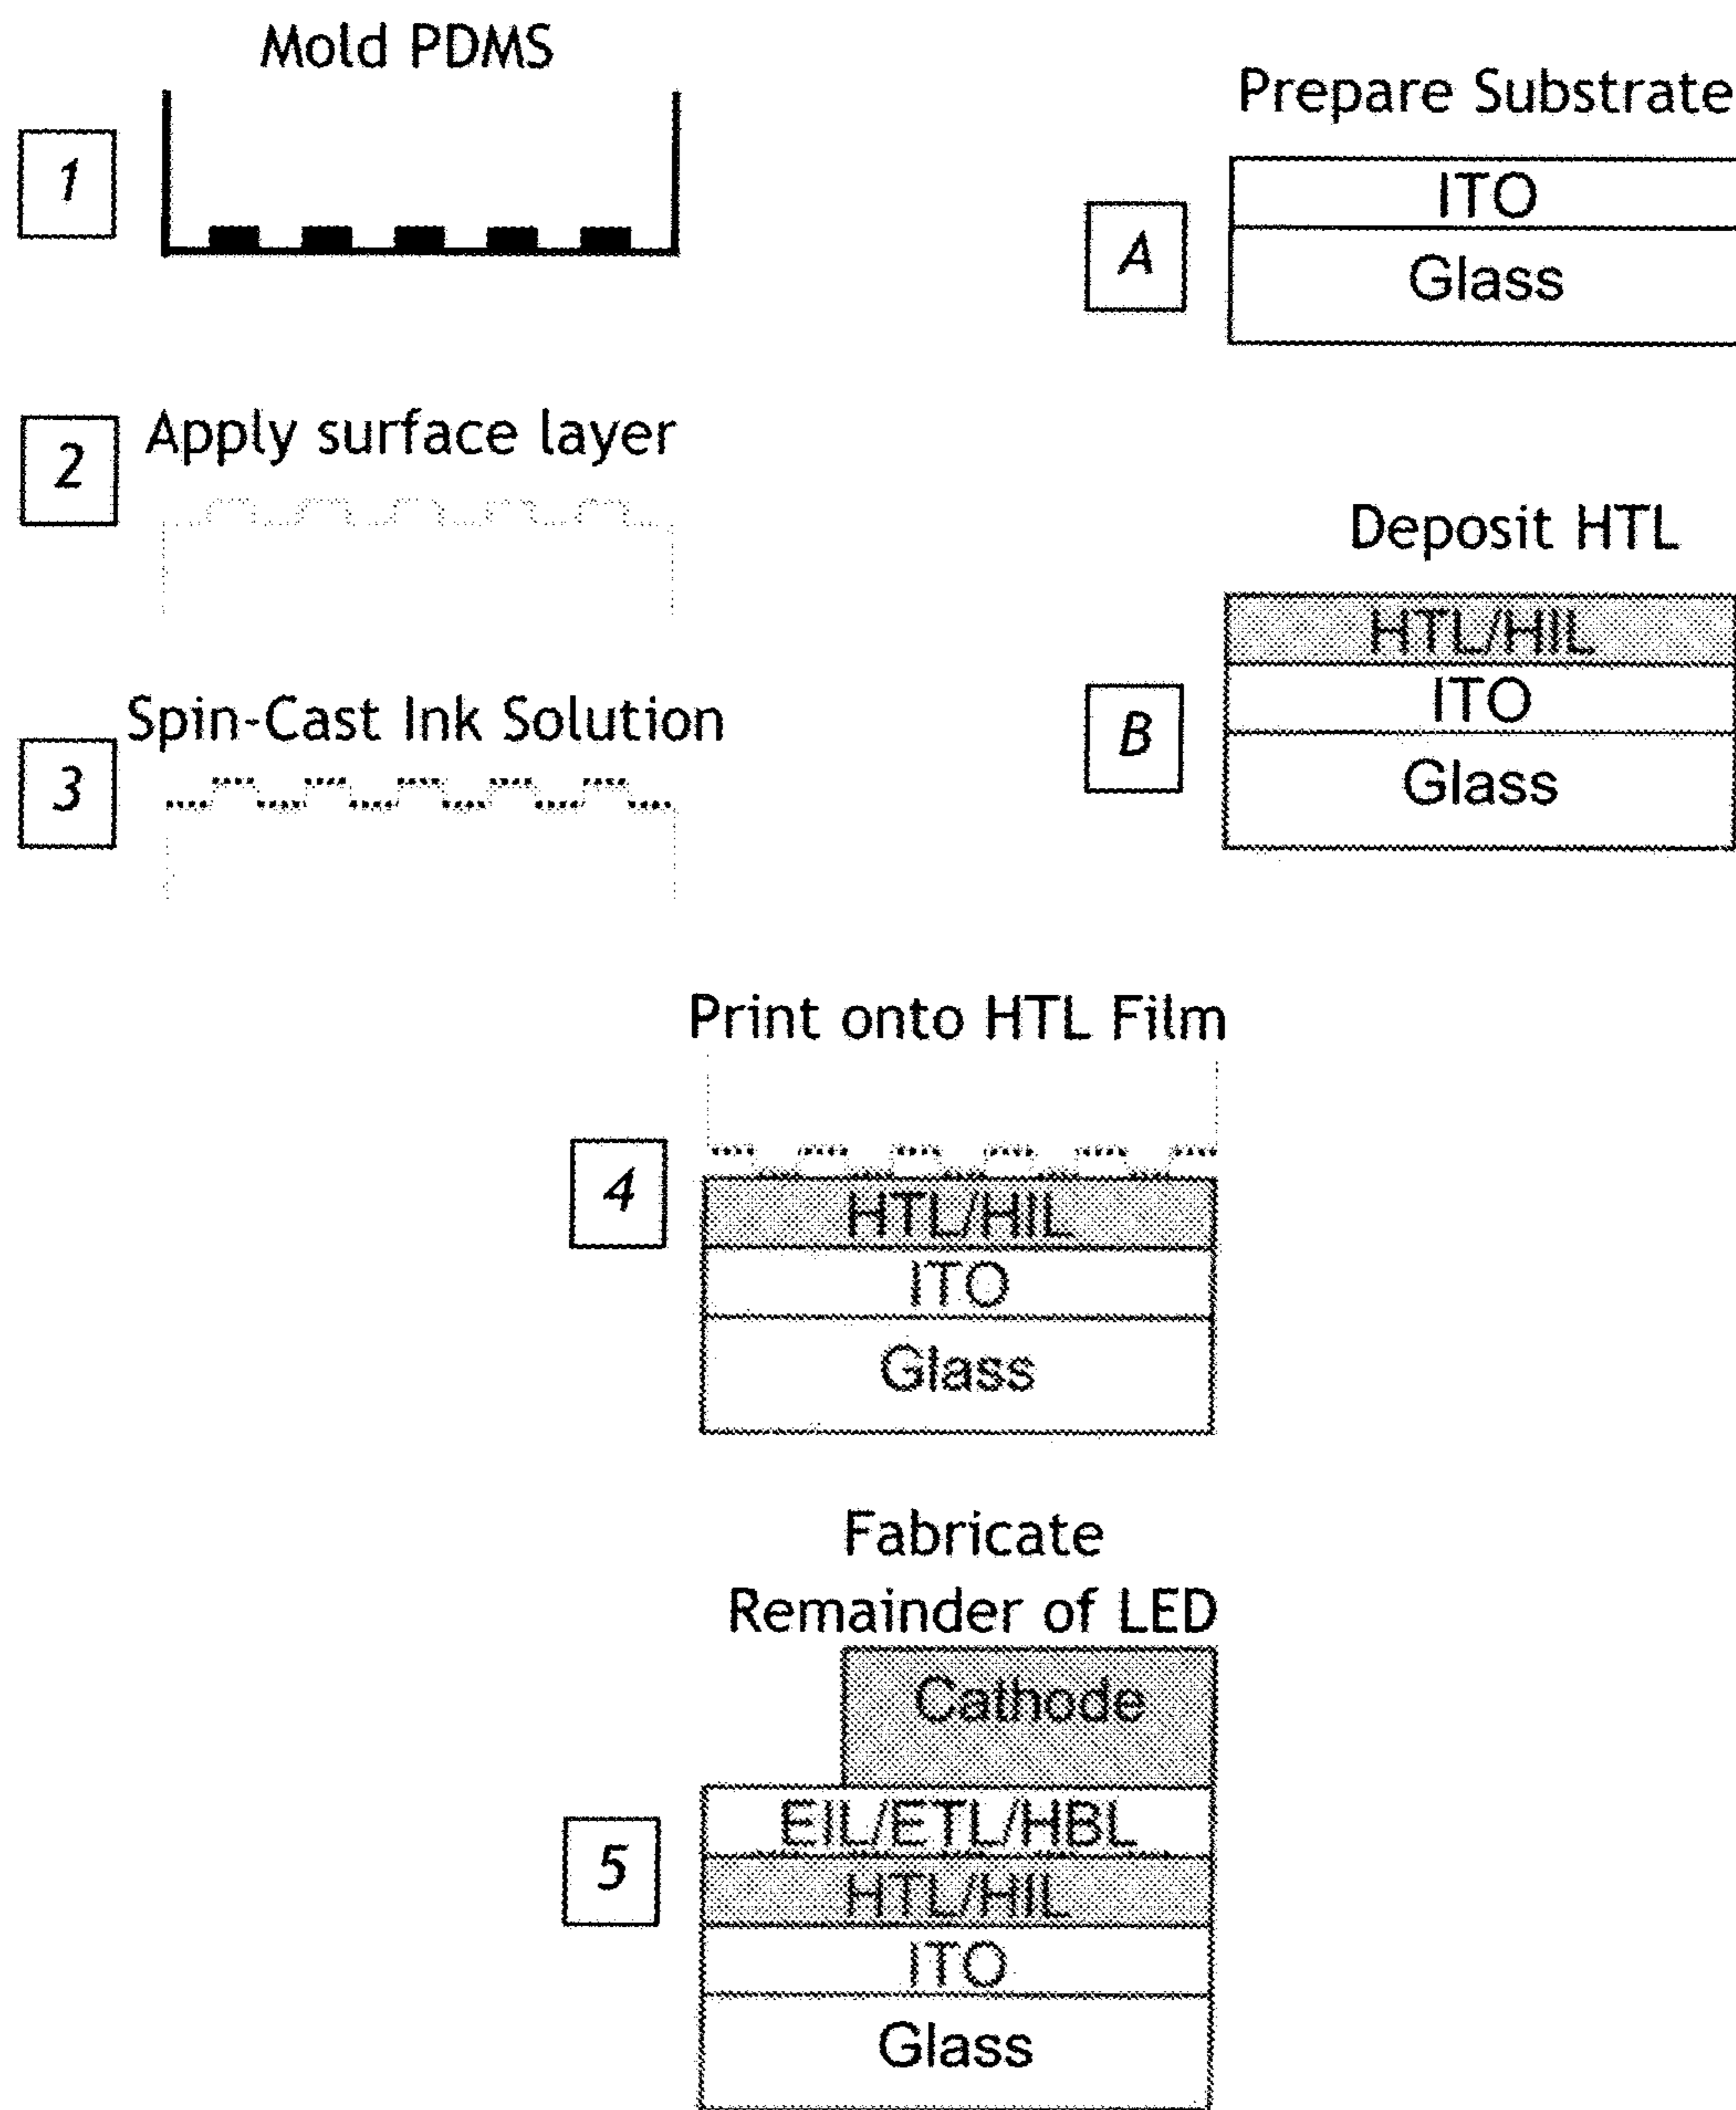 Mold PDMS
1
2
Apply surface layer
Spin-Cast Ink Solution
3
Prepare Substrate
A
ITO
Glass
Deposit HTL
B
HTL/HIL
ITO
Glass
Print onto HTL Film
4
HTL/HIL
ITO
Glass
Fabricate
Remainder of LED
Cathode
5
EIL/ETL/HBL
HTL/HIL
ITO
Glass